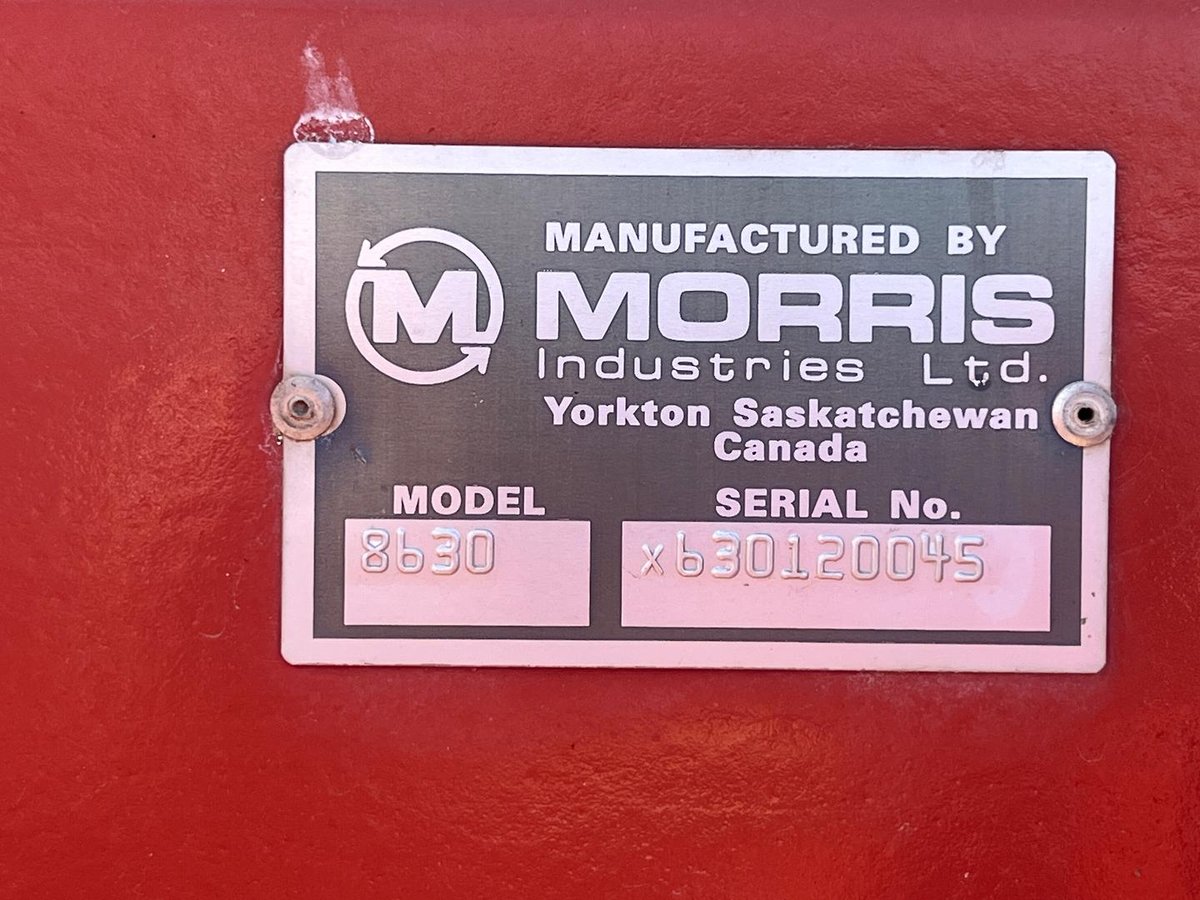 M
MANUFACTURED BY
MORRIS
Industries Ltd.
Yorkton Saskatchewan
Canada
MODEL SERIAL No.
8630 x630120045